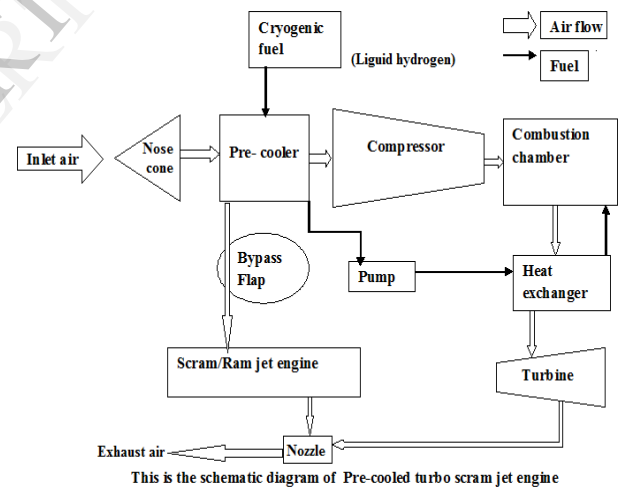 Cryogenic
fuel
(Liguid hydrogen)
Air flow
Fuel
Inlet air
Nose
cone
Pre- cooler
Compressor
Combustion
chamber
Bypass
Flap
Pump
Heat
exchanger
Scram/Ram jet engine
Turbine
Exhaust air
Nozzle
This is the schematic diagram of Pre-cooled turbo scram jet engine